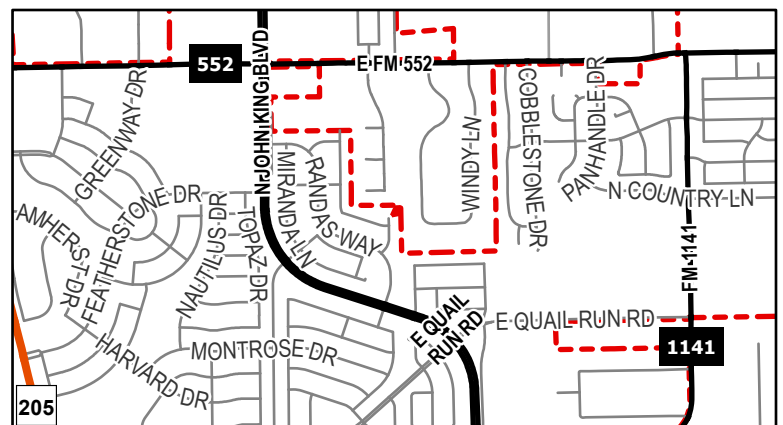 552
E FM 552
N JOHN KING BLVD
GREENWAY DR
COBBLESTONE DR
PANHANDLE DR
WINDY LN
MIRANDA LN
RANDAS WAY
N COUNTRY LN
FEATHERSTONE DR
AMHERST DR
NAUTILUS DR
TOPAZ DR
FM 1141
E QUAIL
RUN RD
E QUAIL RUN RD
MONTROSE DR
HARVARD DR
1141
205